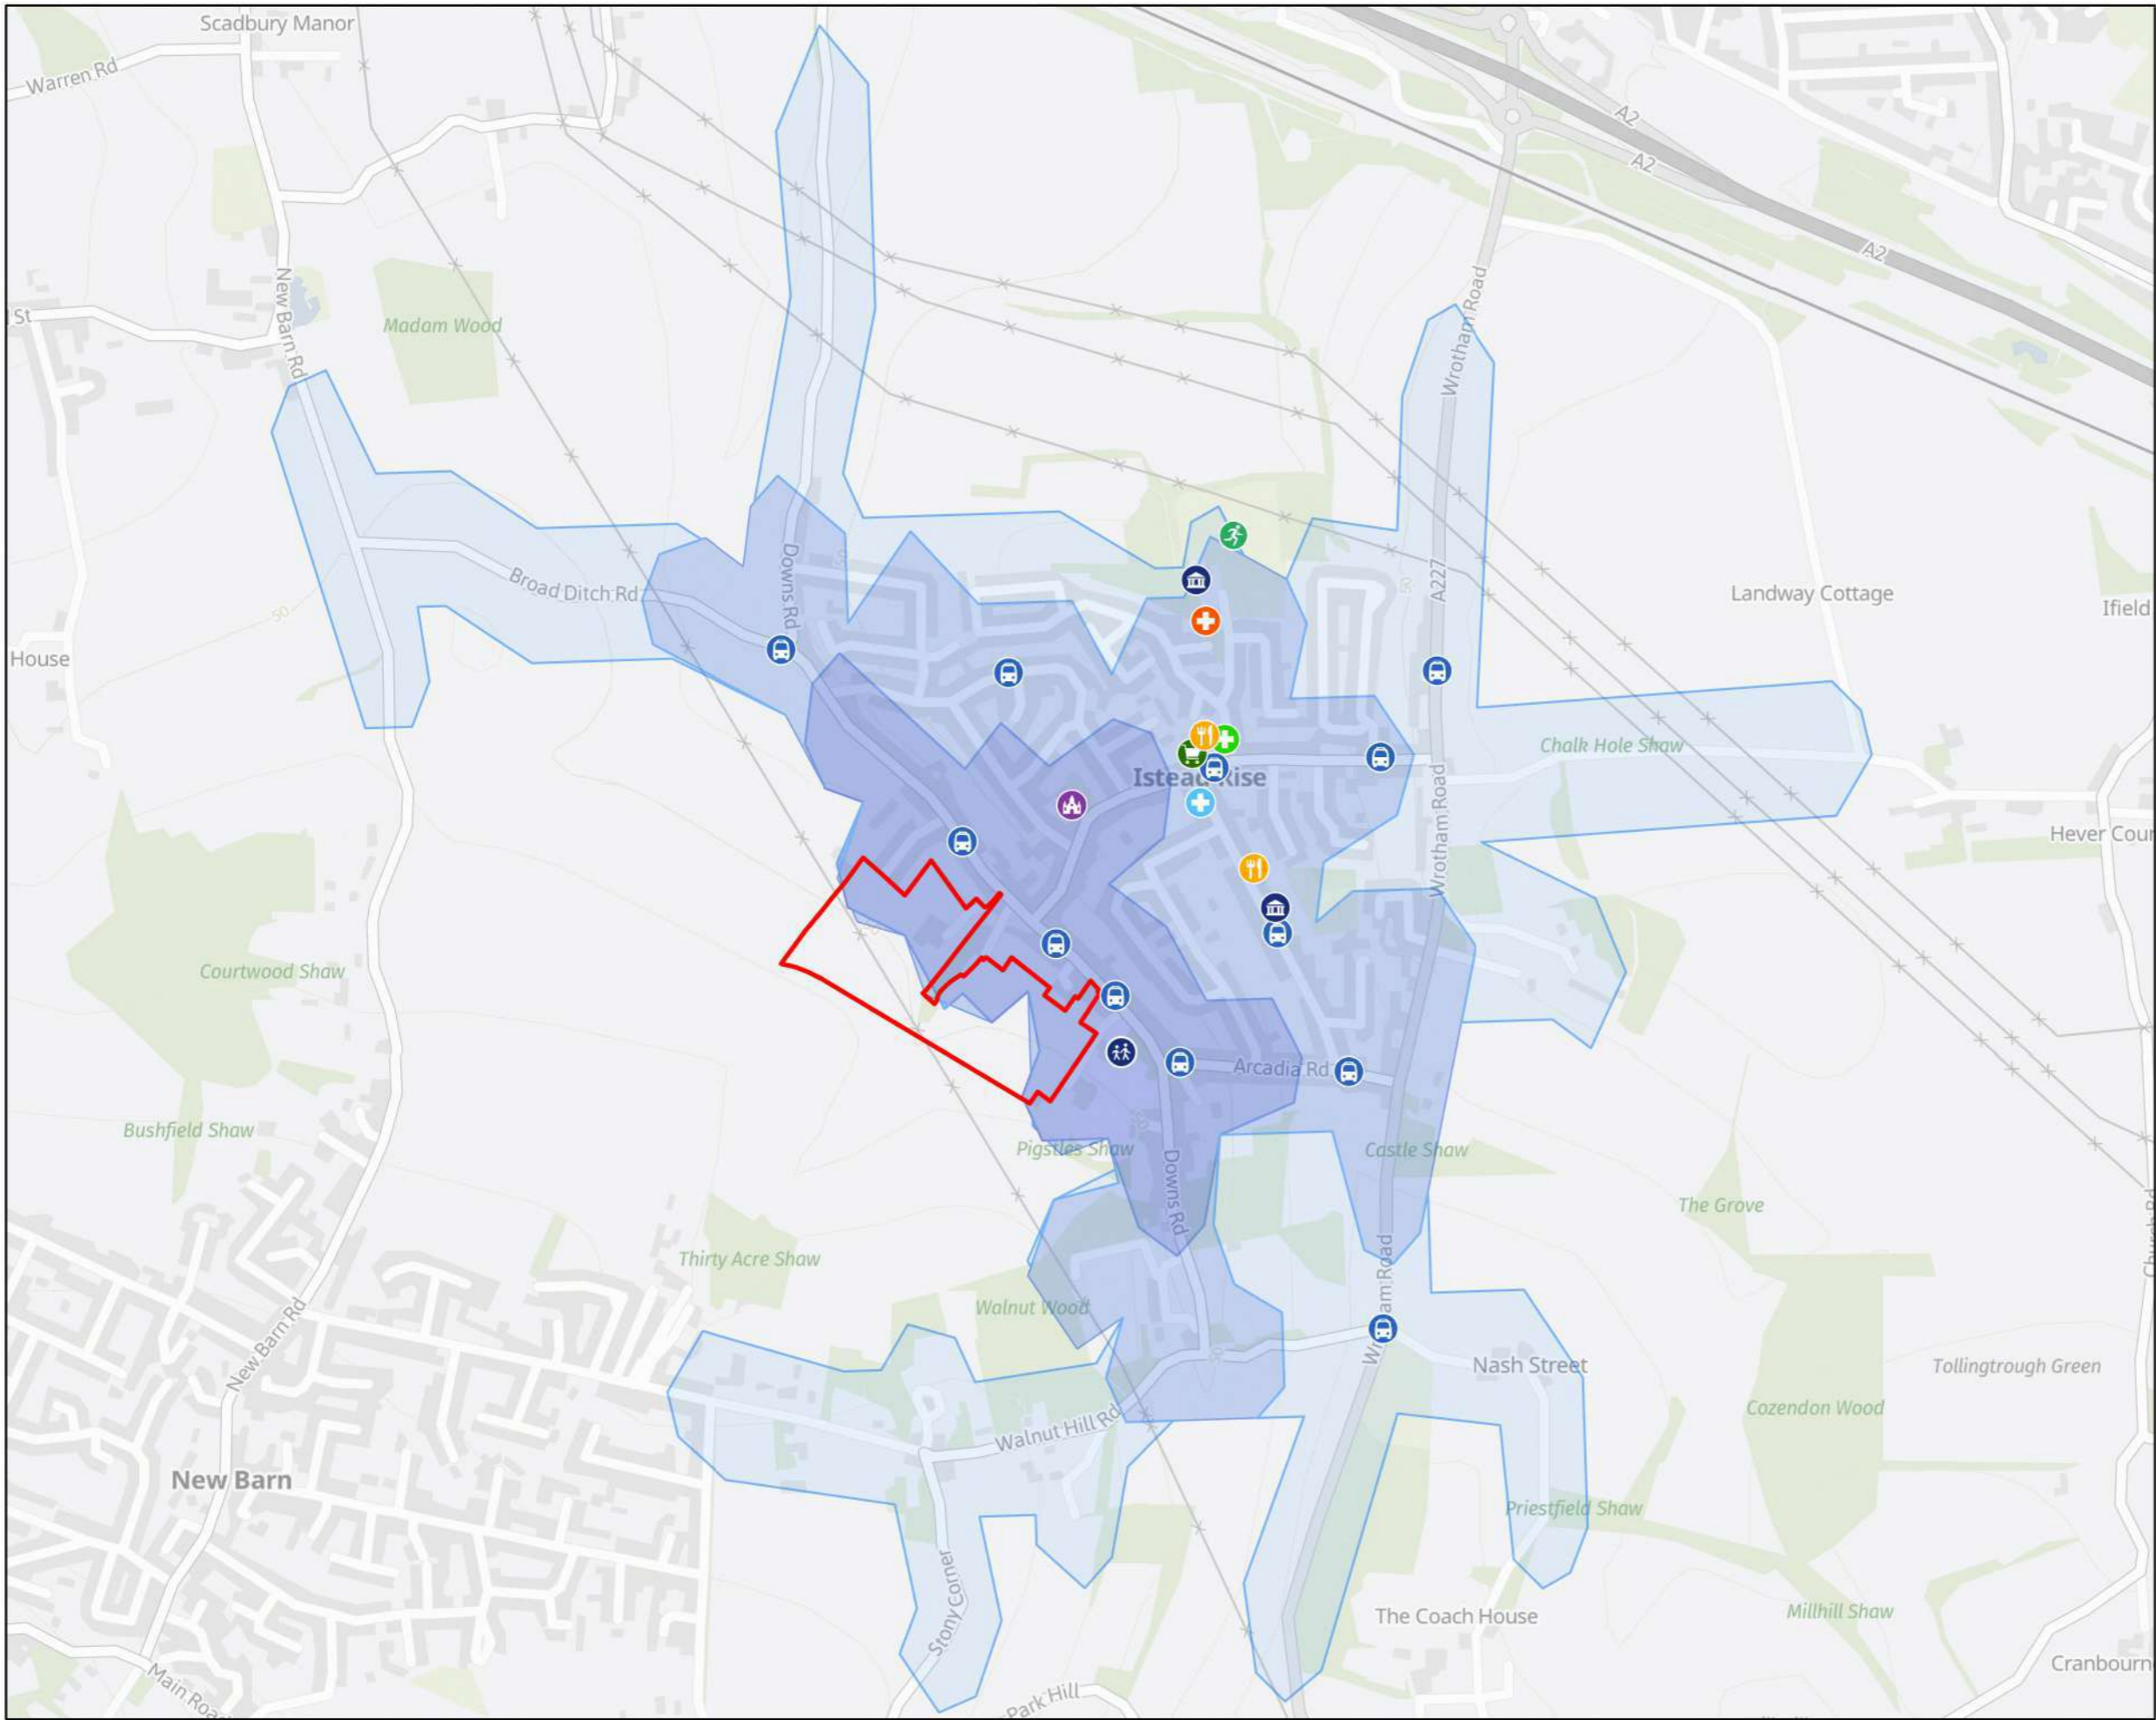 Scadbury Manor
Warren Rd
A2
A2
A2
New Barn Rd
St
Madam Wood
Wrotham Road
Downs Rd
50
50
A227
Broad Ditch Rd
50
Landway Cottage
Ifield
House
Chalk Hole Shaw
Istead Rise
Wrotham Road
Hever Cour
Courtwood Shaw
Arcadia Rd
Bushfield Shaw
Pigstles Shaw
Castle Shaw
Downs Rd
The Grove
Thirty Acre Shaw
Walnut Wood
New Barn Rd
50
Nash Street
Tollingtrough Green
Cozendon Wood
Walnut Hill Rd
New Barn
Priestfield Shaw
Stony Corner
The Coach House
Millhill Shaw
Cranbourn
Main Road
Park Hill